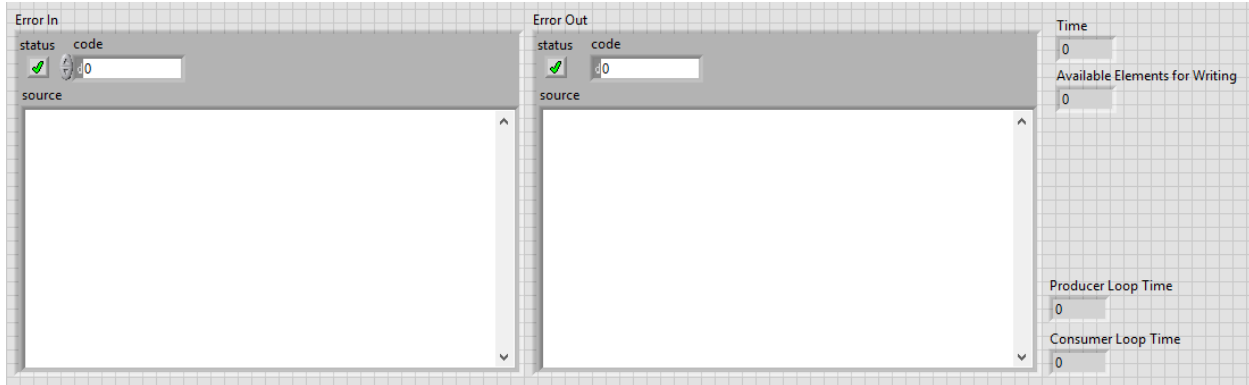 Error In
status code
0
source
Error Out
status code
0
source
Time
0
Available Elements for Writing
0
Producer Loop Time
0
Consumer Loop Time
0